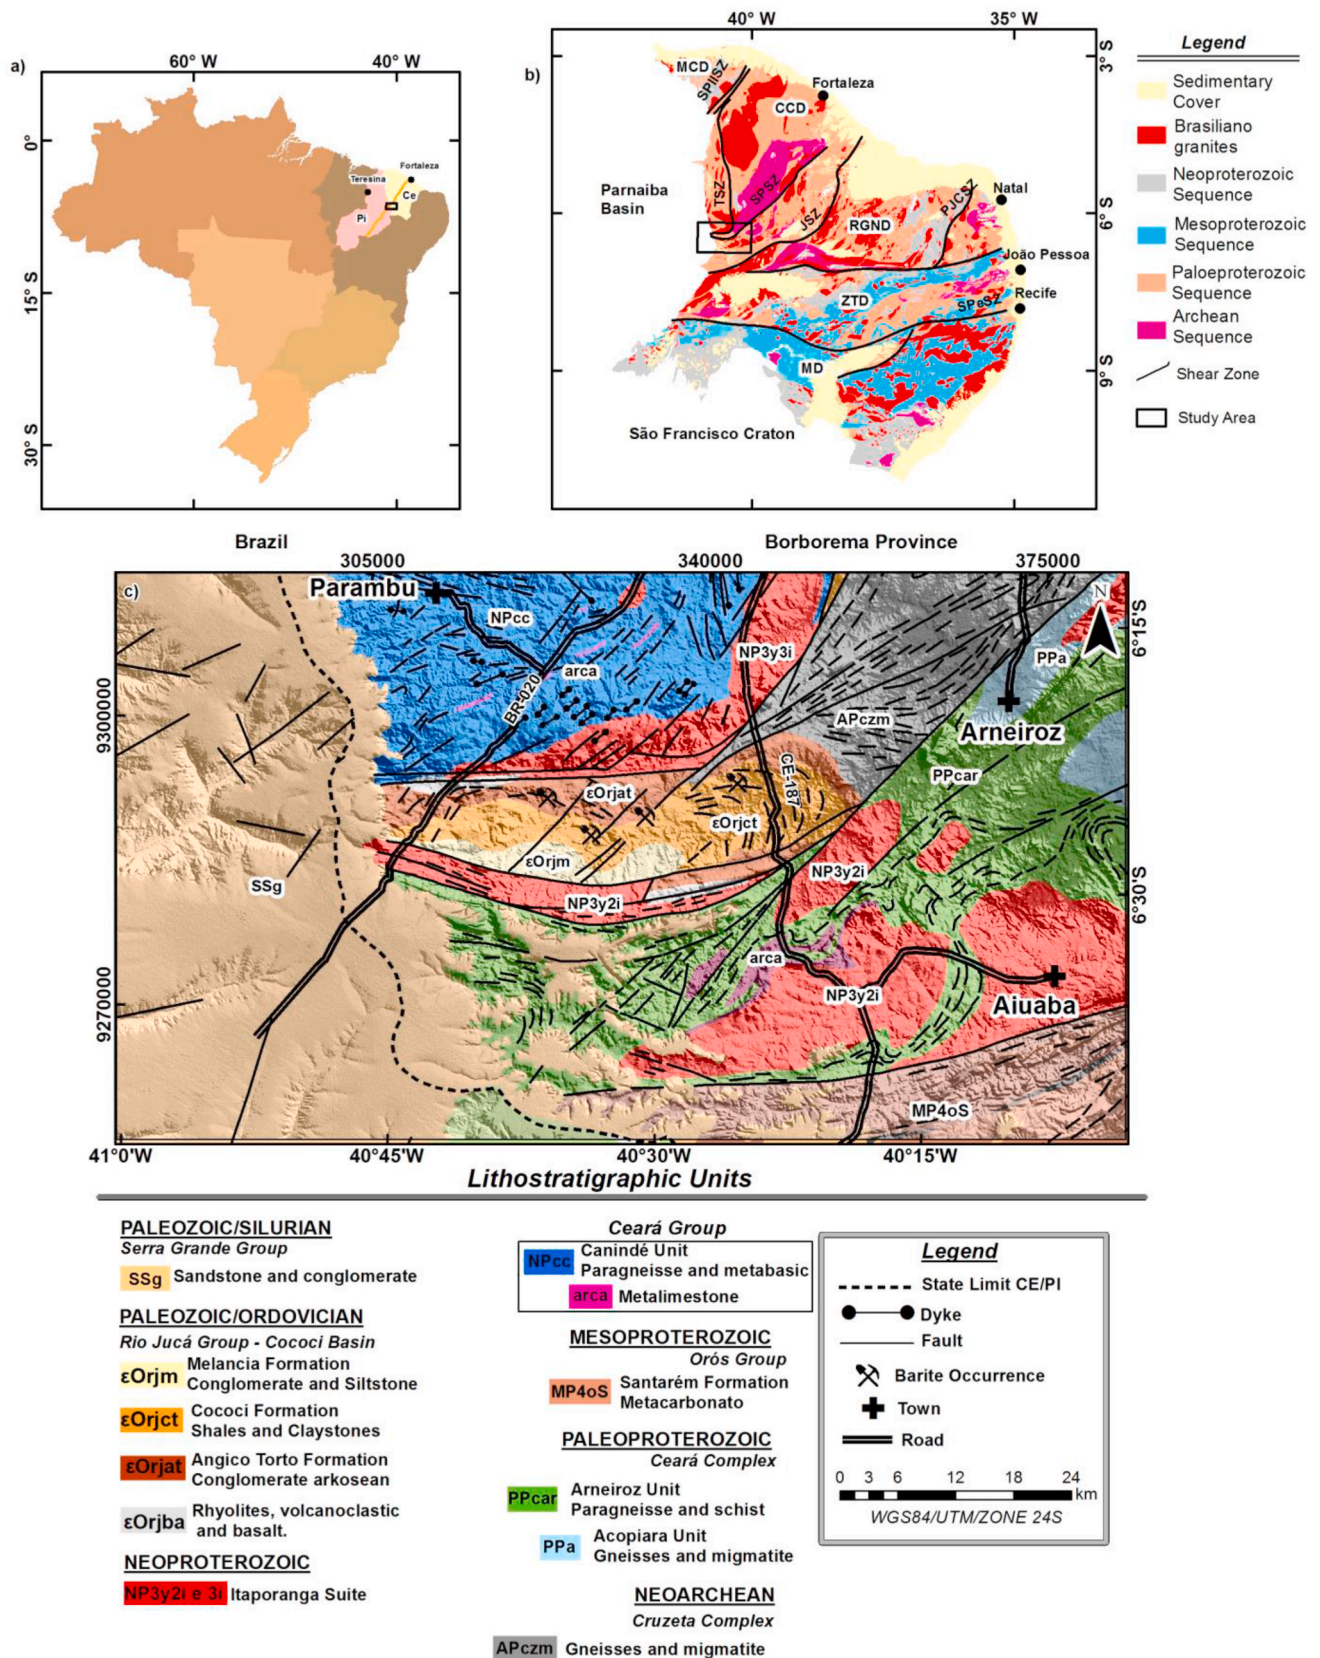 a)
60° W
40° W
0°
15°S
30°S
Teresina
Fortaleza
Ce
Pi
Brazil
b)
40° W
35° W
3°S
6°S
9°S
MCD
SPIISZ
Fortaleza
CCD
Parnaiba
Basin
TSZ
SPSZ
JSZ
PJCSZ
Natal
RGND
João Pessoa
ZTD
SPeSZ
Recife
MD
São Francisco Craton
Borborema Province
Legend
Sedimentary
Cover
Brasiliano
granites
Neoproterozoic
Sequence
Mesoproterozoic
Sequence
Paloeproterozoic
Sequence
Archean
Sequence
Shear Zone
Study Area
305000
340000
375000
c)
Parambu
N
6°15'S
NPcc
NP3y3i
PPa
arca
BR-020
9300000
APczm
Arneiroz
CE-187
PPcar
εOrjat
εOrjct
εOrjm
NP3y2i
SSg
NP3y2i
6°30'S
arca
9270000
NP3y2i
Aiuaba
MP4oS
41°0'W
40°45'W
40°30'W
40°15'W
Lithostratigraphic Units
PALEOZOIC/SILURIAN
Serra Grande Group
SSg Sandstone and conglomerate
PALEOZOIC/ORDOVICIAN
Rio Jucá Group - Cococi Basin
εOrjm Melancia Formation
Conglomerate and Siltstone
εOrjct Cococi Formation
Shales and Claystones
εOrjat Angico Torto Formation
Conglomerate arkosean
εOrjba Rhyolites, volcanoclastic
and basalt.
NEOPROTEROZOIC
NP3y2i e 3i Itaporanga Suite
Ceará Group
NPcc Canindé Unit
Paragneisse and metabasic
arca Metalimestone
MESOPROTEROZOIC
Orós Group
MP4oS Santarém Formation
Metacarbonato
PALEOPROTEROZOIC
Ceará Complex
PPcar Arneiroz Unit
Paragneisse and schist
PPa Acopiara Unit
Gneisses and migmatite
NEOARCHEAN
Cruzeta Complex
APczm Gneisses and migmatite
Legend
State Limit CE/PI
Dyke
Fault
Barite Occurrence
Town
Road
0 3 6 12 18 24
km
WGS84/UTM/ZONE 24S